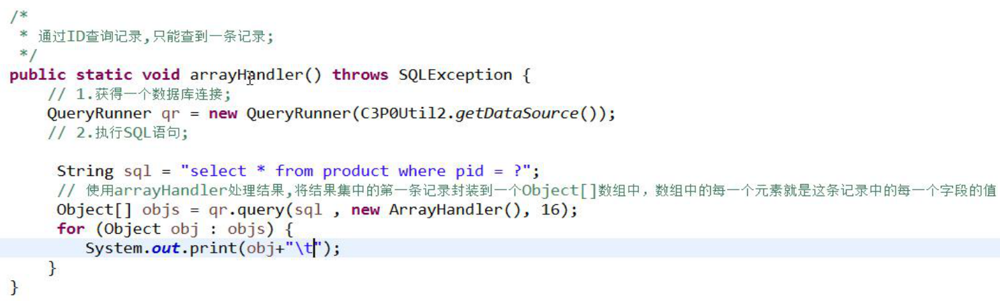 /*
 * 通过ID查询记录,只能查到一条记录;
 */
public static void arrayHandler() throws SQLException {
    // 1.获得一个数据库连接;
    QueryRunner qr = new QueryRunner(C3P0Util2.getDataSource());
    // 2.执行SQL语句;
     String sql = "select * from product where pid = ?";
     // 使用arrayHandler处理结果,将结果集中的第一条记录封装到一个Object[]数组中，数组中的每一个元素就是这条记录中的每一个字段的值
     Object[] objs = qr.query(sql , new ArrayHandler(), 16);
     for (Object obj : objs) {
        System.out.print(obj+"\t");
    }
}